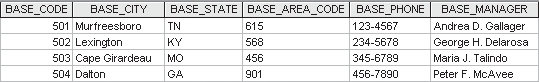 BASE_CODE BASE_CITY BASE_STATE BASE_AREA_CODE BASE_PHONE BASE_MANAGER
501 Murfreesboro TN 615 123-4567 Andrea D. Gallager
502 Lexington KY 568 234-5678 George H. Delarosa
503 Cape Girardeau MO 456 345-6789 Maria J. Talindo
504 Dalton GA 901 456-7890 Peter F. McAvee